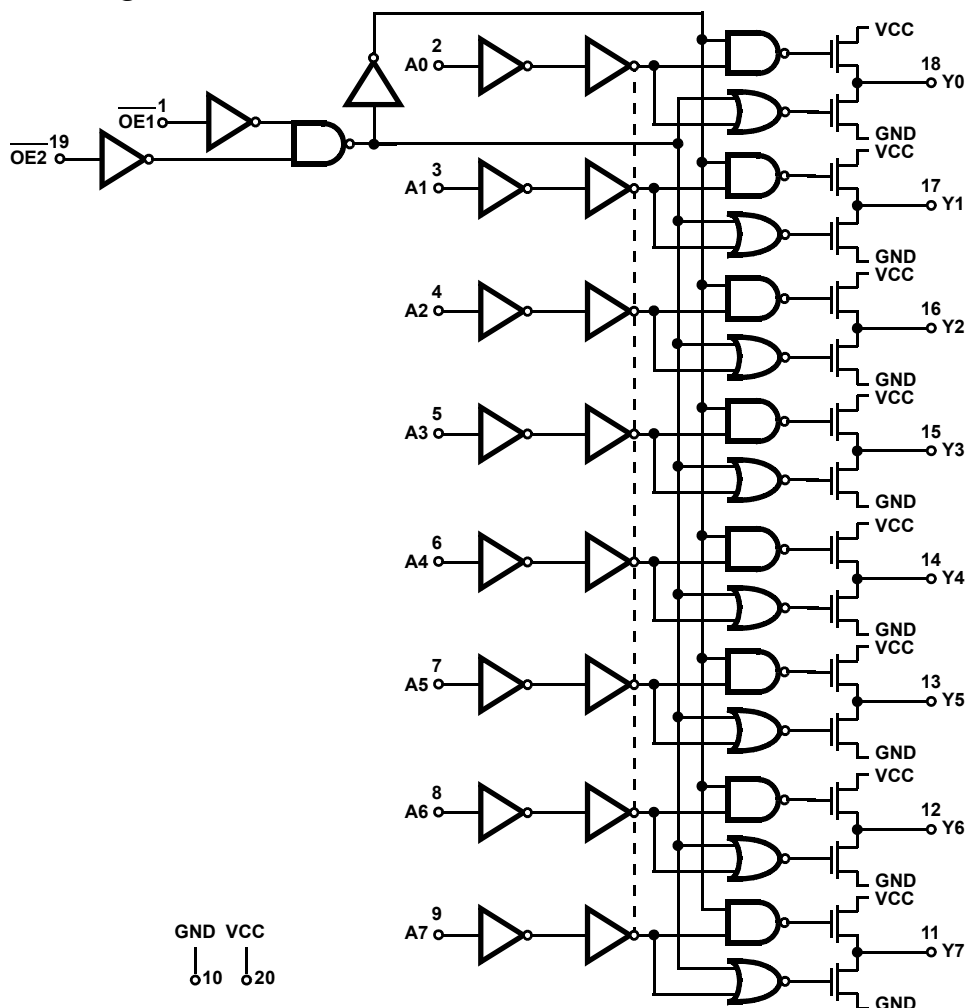 VCC
2
A0
18
Y0
GND
OE1
1
OE2
19
VCC
3
A1
17
Y1
GND
VCC
4
A2
16
Y2
GND
VCC
5
A3
15
Y3
GND
VCC
6
A4
14
Y4
GND
VCC
7
A5
13
Y5
GND
VCC
8
A6
12
Y6
GND
VCC
9
A7
11
Y7
GND
GND VCC
10 20